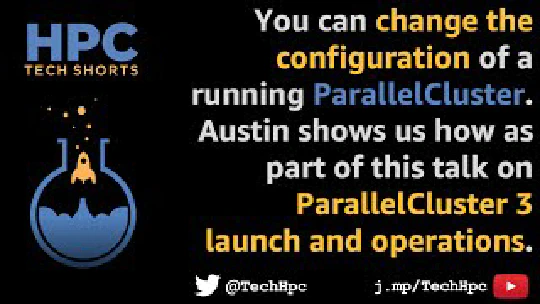 HPC
TECH SHORTS
You can change the
configuration of a
running ParallelCluster.
Austin shows us how as
part of this talk on
ParallelCluster 3
launch and operations.
@TechHpc
j.mp/TechHpc